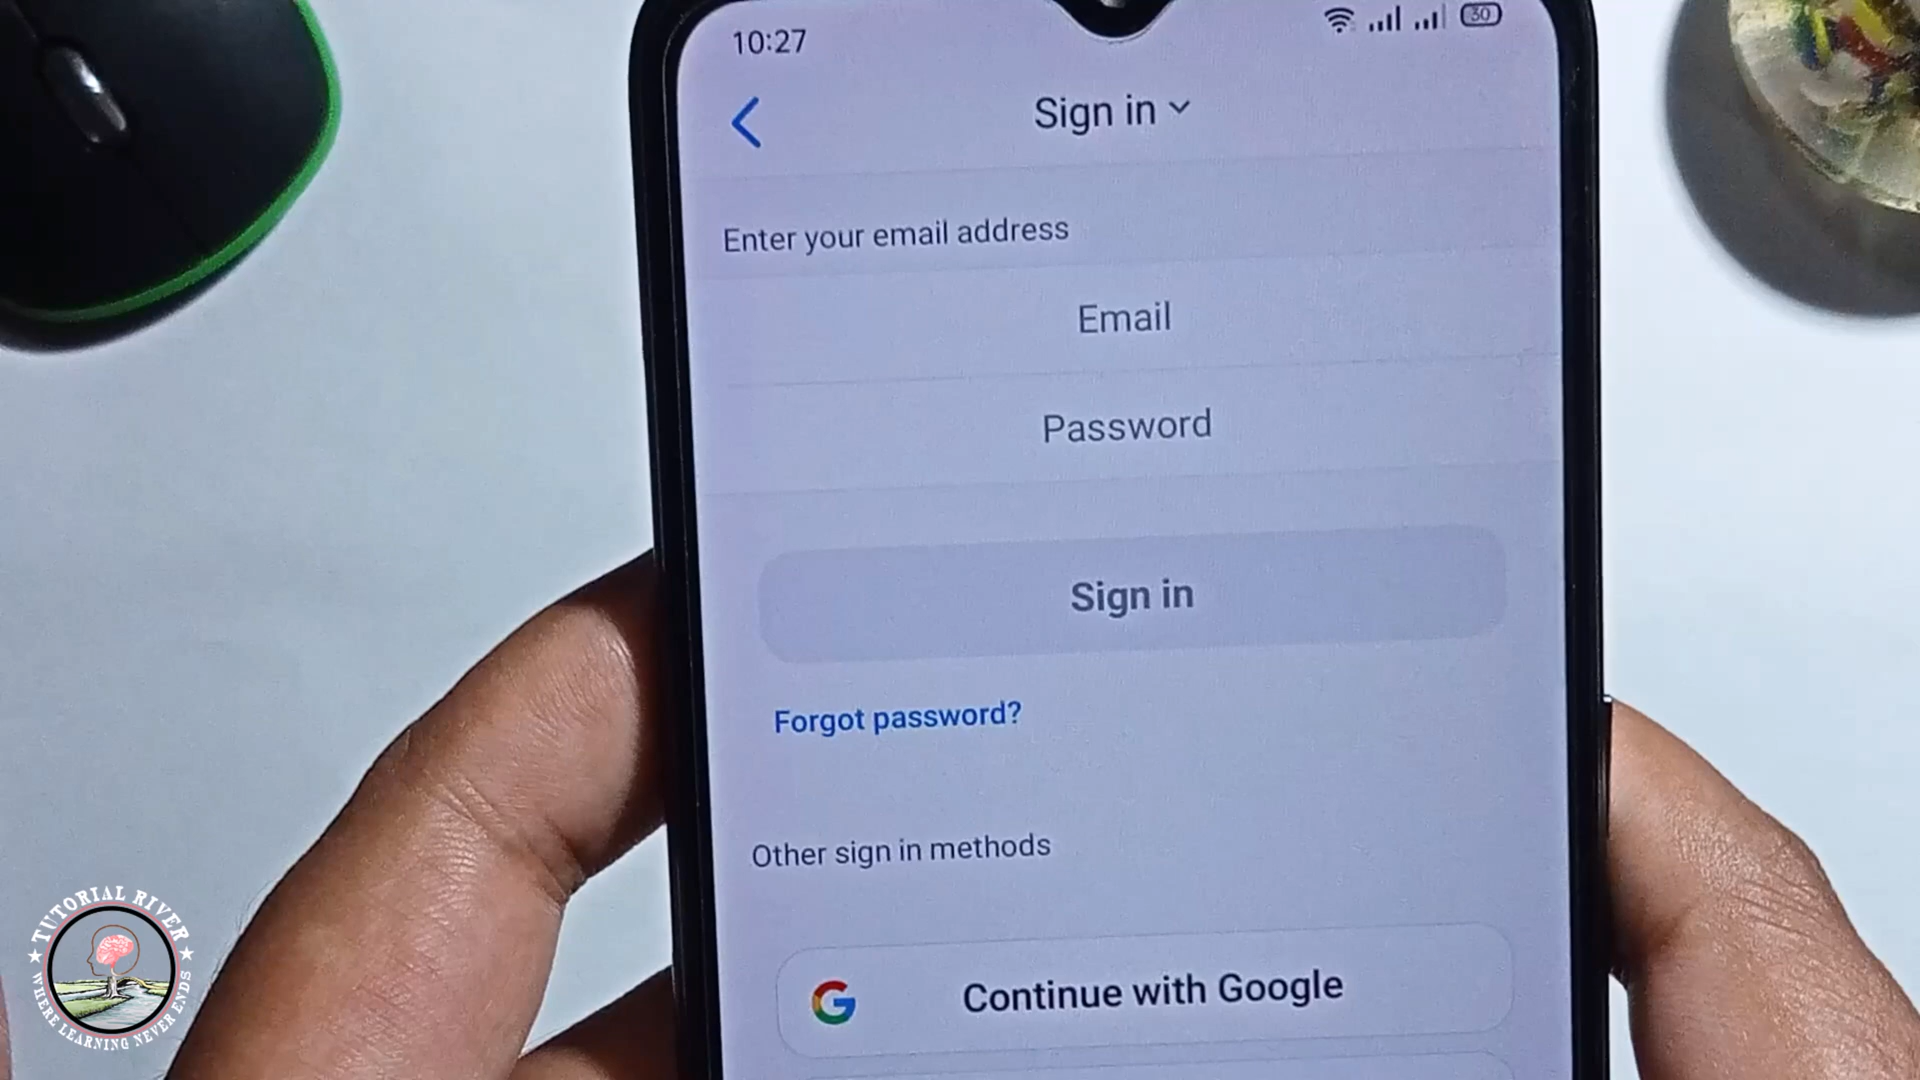 10:27
30
Sign in
Enter your email address
Email
Password
Sign in
Forgot password?
Other sign in methods
Continue with Google
TUTORIAL RIVER
WHERE LEARNING NEVER ENDS